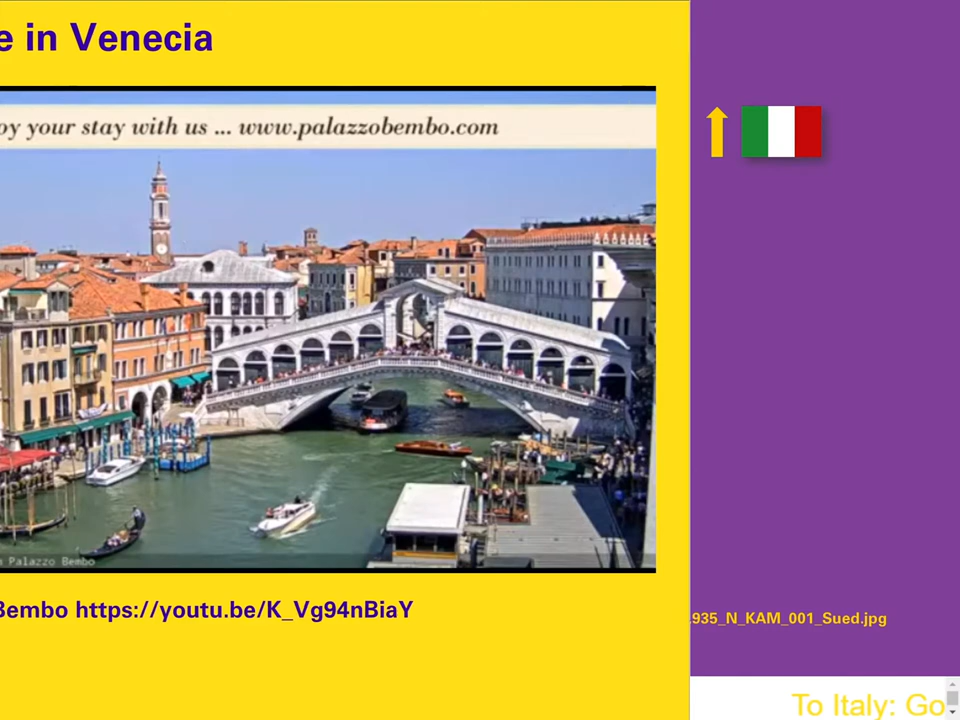 e in Venecia
oy your stay with us ... www.palazzobembo.com
Palazzo Bembo
Bembo https://youtu.be/K_Vg94nBiaY
.935_N_KAM_001_Sued.jpg
To Italy: Go